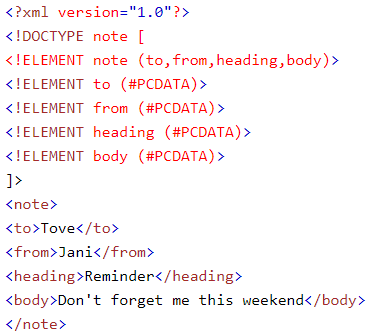 <?xml version="1.0"?>
<!DOCTYPE note [
<!ELEMENT note (to,from,heading,body)>
<!ELEMENT to (#PCDATA)>
<!ELEMENT from (#PCDATA)>
<!ELEMENT heading (#PCDATA)>
<!ELEMENT body (#PCDATA)>
]>
<note>
<to>Tove</to>
<from>Jani</from>
<heading>Reminder</heading>
<body>Don't forget me this weekend</body>
</note>